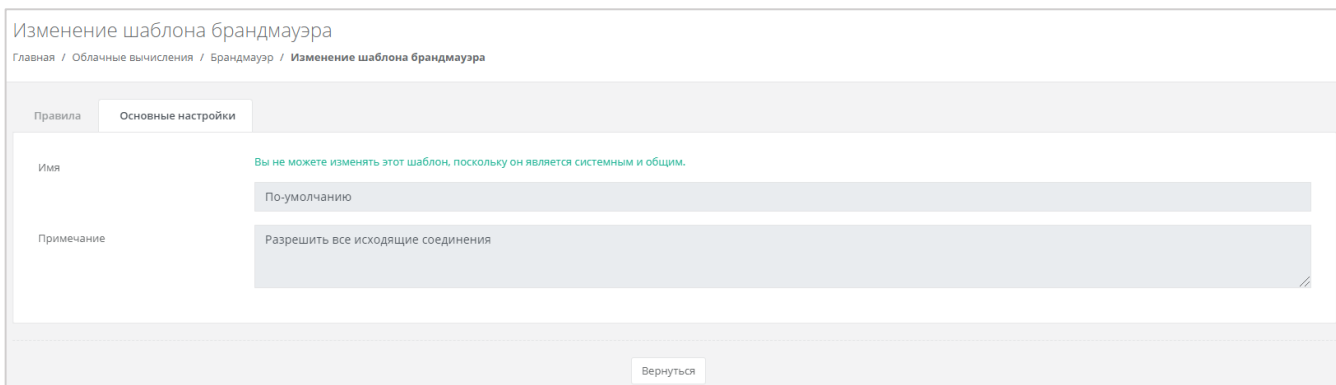 Изменение шаблона брандмауэра
Главная / Облачные вычисления / Брандмауэр / Изменение шаблона брандмауэра
Правила Основные настройки
Имя Вы не можете изменять этот шаблон, поскольку он является системным и общим.
По-умолчанию
Примечание Разрешить все исходящие соединения
Вернуться